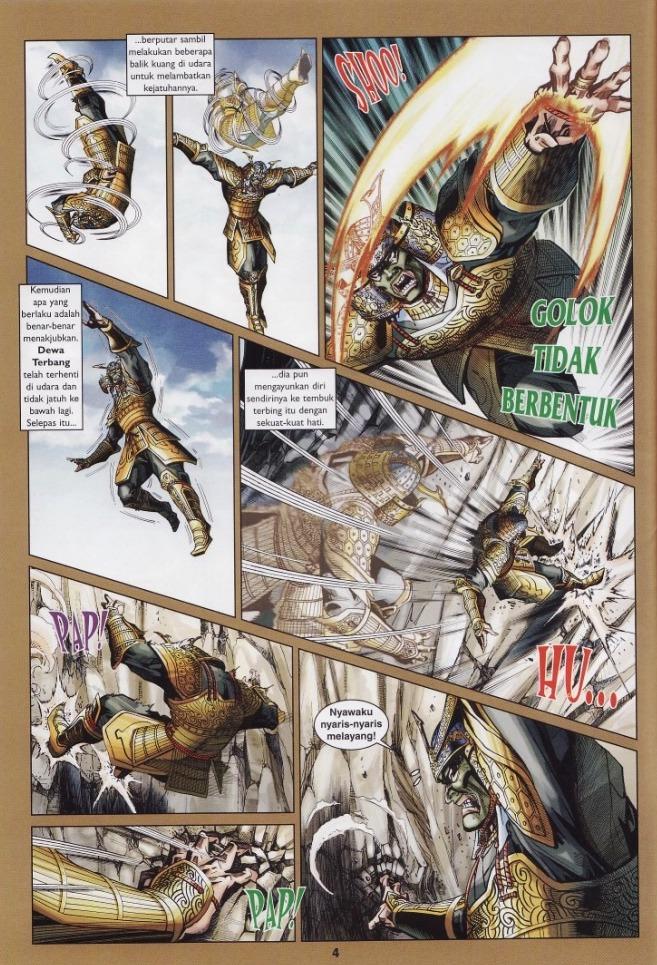 ...berputar sambil
melakukan beberapa
balik kuang di udara
untuk melambatkan
kejatuhannya.
SHOO!
GOLOK
TIDAK
BERBENTUK
Kemudian
apa yang
berlaku adalah
benar-benar
menakjubkan.
Dewa
Terbang
telah terhenti
di udara dan
tidak jatuh ke
bawah lagi.
Selepas itu...
...dia pun
mengayunkan diri
sendirinya ke tembuk
terbing itu dengan
sekuat-kuat hati.
HU...
PAP!
Nyawaku
nyaris-nyaris
melayang!
PAP!
4